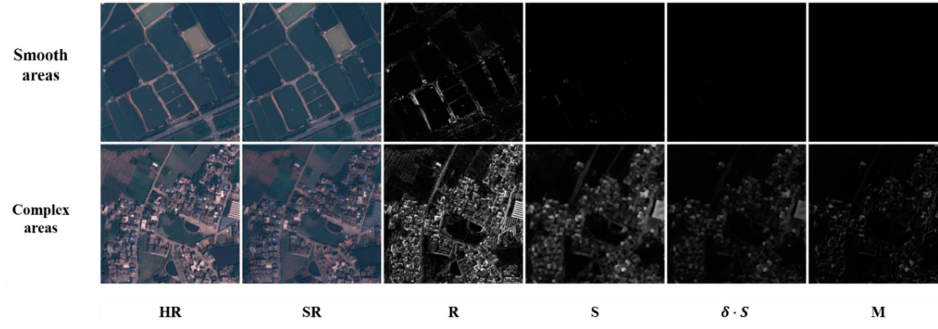 Smooth
areas
Complex
areas
HR SR R S δ · S M